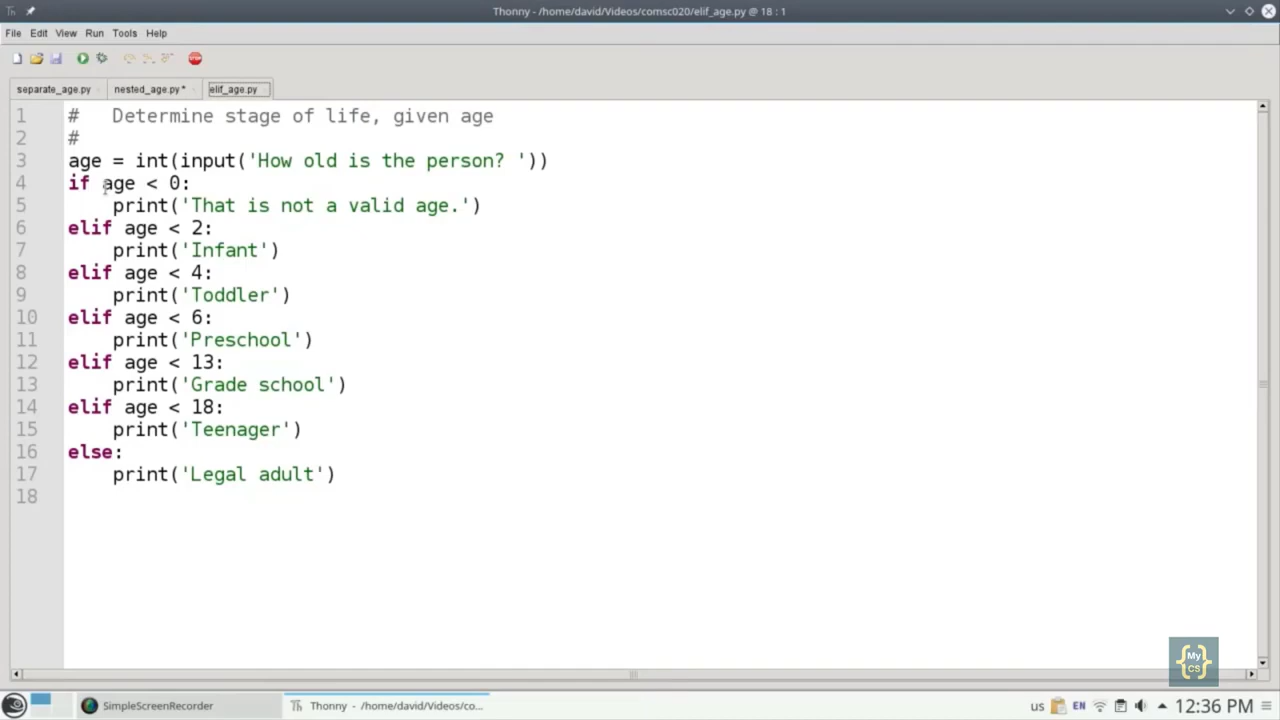 Thonny - /home/david/Videos/comsc020/elif_age.py @ 18 : 1
File Edit View Run Tools Help
STOP
separate_age.py nested_age.py* elif_age.py
1 # Determine stage of life, given age
2 #
3 age = int(input('How old is the person? '))
4 if age < 0:
5     print('That is not a valid age.')
6 elif age < 2:
7     print('Infant')
8 elif age < 4:
9     print('Toddler')
10 elif age < 6:
11     print('Preschool')
12 elif age < 13:
13     print('Grade school')
14 elif age < 18:
15     print('Teenager')
16 else:
17     print('Legal adult')
18
{My CS}
SimpleScreenRecorder Th Thonny - /home/david/Videos/co... us EN 12:36 PM